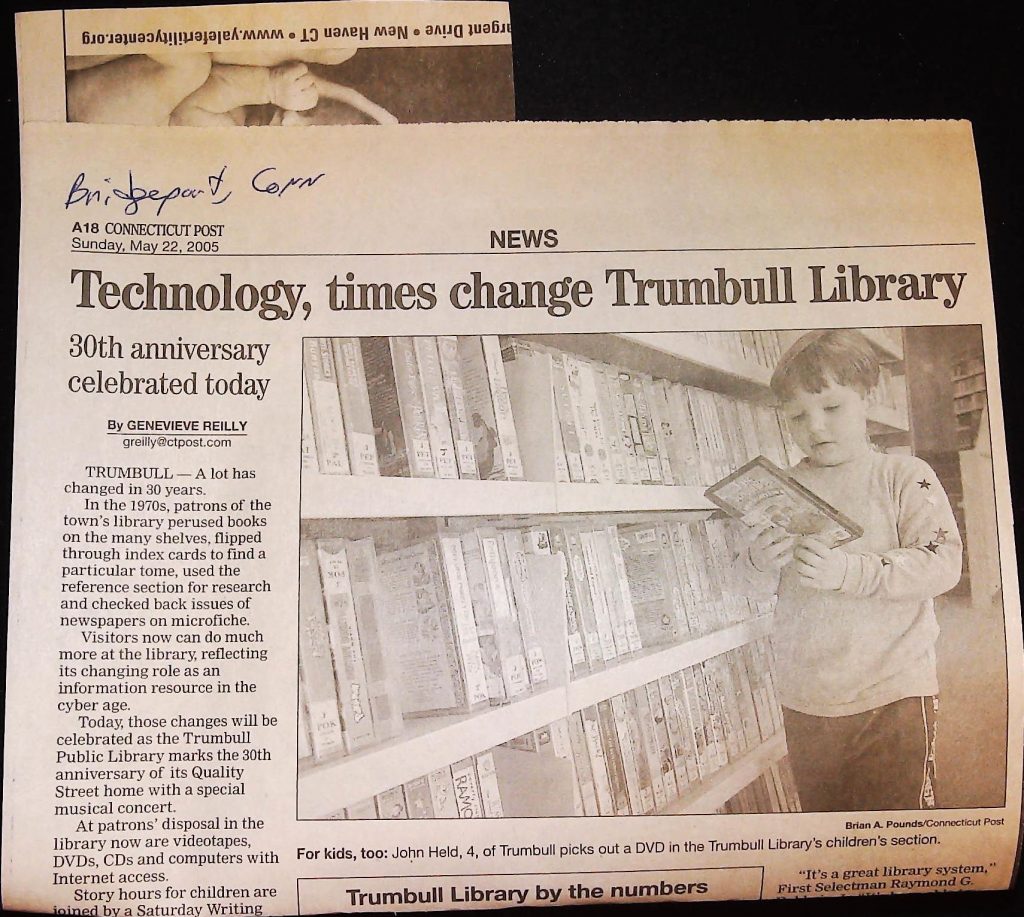 argent Drive • New Haven CT • www.yalefertilitycenter.org
Bridgeport, Conn
A18 CONNECTICUT POST
Sunday, May 22, 2005
NEWS
Technology, times change Trumbull Library
30th anniversary
celebrated today
By GENEVIEVE REILLY
greilly@ctpost.com
TRUMBULL — A lot has
changed in 30 years.
In the 1970s, patrons of the
town's library perused books
on the many shelves, flipped
through index cards to find a
particular tome, used the
reference section for research
and checked back issues of
newspapers on microfiche.
Visitors now can do much
more at the library, reflecting
its changing role as an
information resource in the
cyber age.
Today, those changes will be
celebrated as the Trumbull
Public Library marks the 30th
anniversary of its Quality
Street home with a special
musical concert.
At patrons' disposal in the
library now are videotapes,
DVDs, CDs and computers with
Internet access.
Story hours for children are
joined by a Saturday Writing
Brian A. Pounds/Connecticut Post
For kids, too: John Held, 4, of Trumbull picks out a DVD in the Trumbull Library's children's section.
Trumbull Library by the numbers
"It's a great library system,"
First Selectman Raymond G.